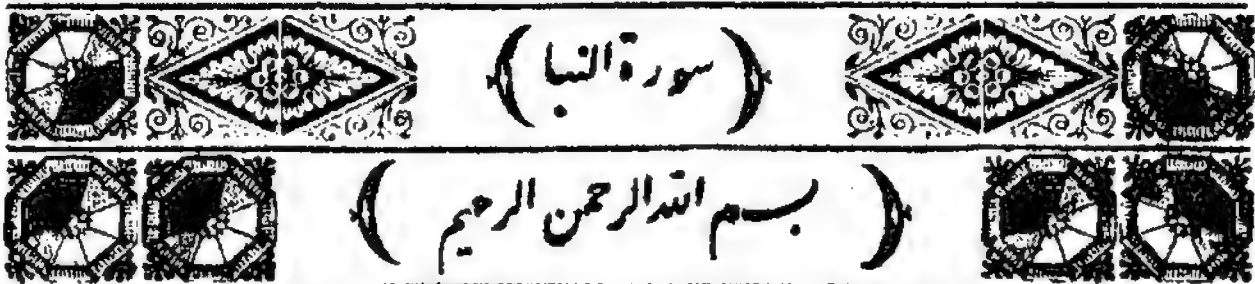 ﴿ سورة النبا ﴾
﴿ بسم الله الرحمن الرحيم ﴾